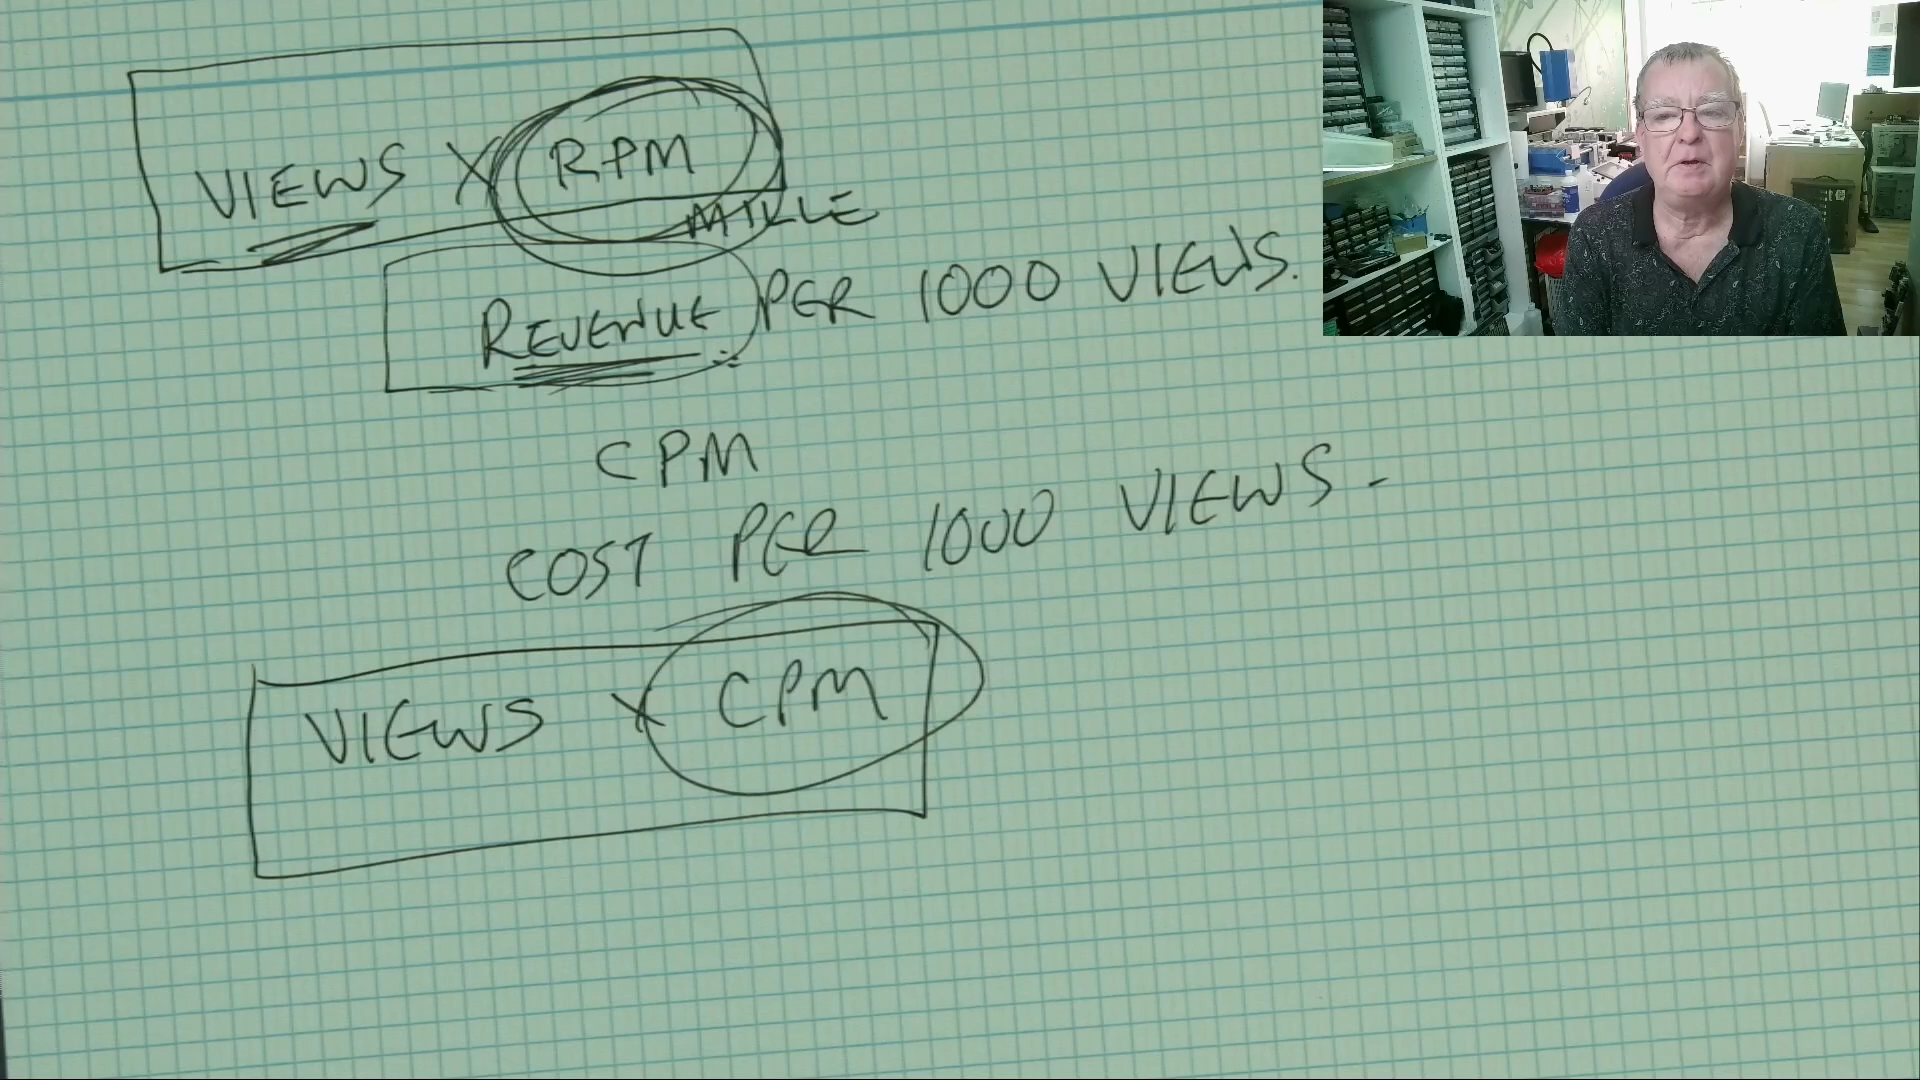 VIEWS X RPM
MILLE
REVENUE PER 1000 VIEWS.
CPM
COST PER 1000 VIEWS -
VIEWS X CPM